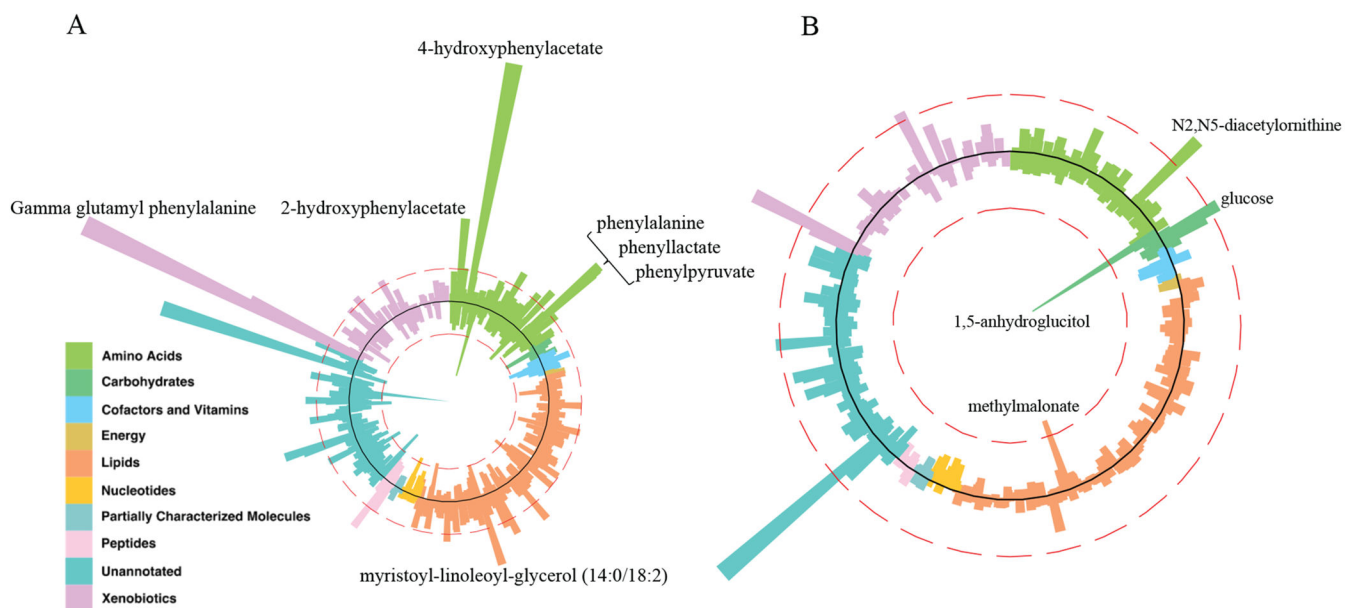 A
4-hydroxyphenylacetate
Gamma glutamyl phenylalanine
2-hydroxyphenylacetate
phenylalanine
phenyllactate
phenylpyruvate
Amino Acids
Carbohydrates
Cofactors and Vitamins
Energy
Lipids
Nucleotides
Partially Characterized Molecules
Peptides
Unannotated
Xenobiotics
myristoyl-linoleoyl-glycerol (14:0/18:2)
B
N2,N5-diacetylornithine
glucose
1,5-anhydroglucitol
methylmalonate